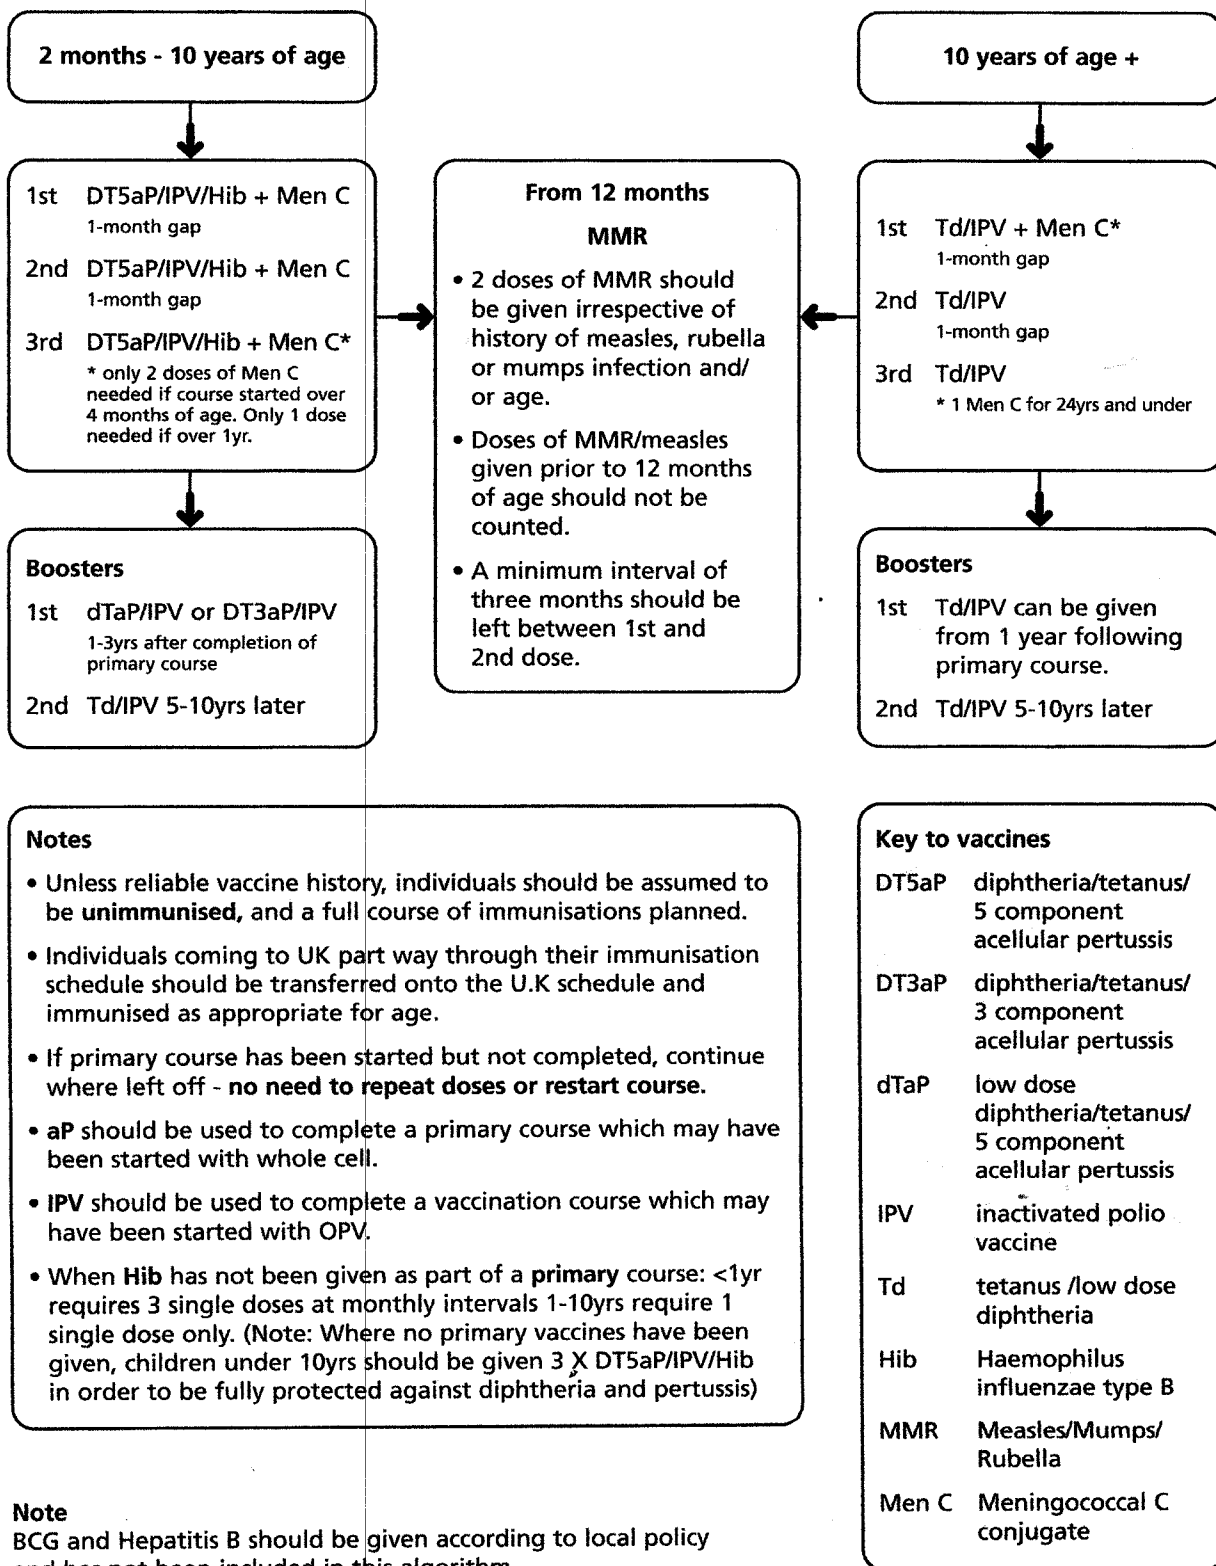 2 months - 10 years of age
1st DT5aP/IPV/Hib + Men C
1-month gap
2nd DT5aP/IPV/Hib + Men C
1-month gap
3rd DT5aP/IPV/Hib + Men C*
* only 2 doses of Men C
needed if course started over
4 months of age. Only 1 dose
needed if over 1yr.
Boosters
1st dTaP/IPV or DT3aP/IPV
1-3yrs after completion of
primary course
2nd Td/IPV 5-10yrs later
From 12 months
MMR
• 2 doses of MMR should
be given irrespective of
history of measles, rubella
or mumps infection and/
or age.
• Doses of MMR/measles
given prior to 12 months
of age should not be
counted.
• A minimum interval of
three months should be
left between 1st and
2nd dose.
10 years of age +
1st Td/IPV + Men C*
1-month gap
2nd Td/IPV
1-month gap
3rd Td/IPV
* 1 Men C for 24yrs and under
Boosters
1st Td/IPV can be given
from 1 year following
primary course.
2nd Td/IPV 5-10yrs later
Notes
• Unless reliable vaccine history, individuals should be assumed to
be unimmunised, and a full course of immunisations planned.
• Individuals coming to UK part way through their immunisation
schedule should be transferred onto the U.K schedule and
immunised as appropriate for age.
• If primary course has been started but not completed, continue
where left off - no need to repeat doses or restart course.
• aP should be used to complete a primary course which may have
been started with whole cell.
• IPV should be used to complete a vaccination course which may
have been started with OPV.
• When Hib has not been given as part of a primary course: <1yr
requires 3 single doses at monthly intervals 1-10yrs require 1
single dose only. (Note: Where no primary vaccines have been
given, children under 10yrs should be given 3 X DT5aP/IPV/Hib
in order to be fully protected against diphtheria and pertussis)
Key to vaccines
DT5aP diphtheria/tetanus/
5 component
acellular pertussis
DT3aP diphtheria/tetanus/
3 component
acellular pertussis
dTaP low dose
diphtheria/tetanus/
5 component
acellular pertussis
IPV inactivated polio
vaccine
Td tetanus /low dose
diphtheria
Hib Haemophilus
influenzae type B
MMR Measles/Mumps/
Rubella
Men C Meningococcal C
conjugate
Note
BCG and Hepatitis B should be given according to local policy
and has not been included in this algorithm